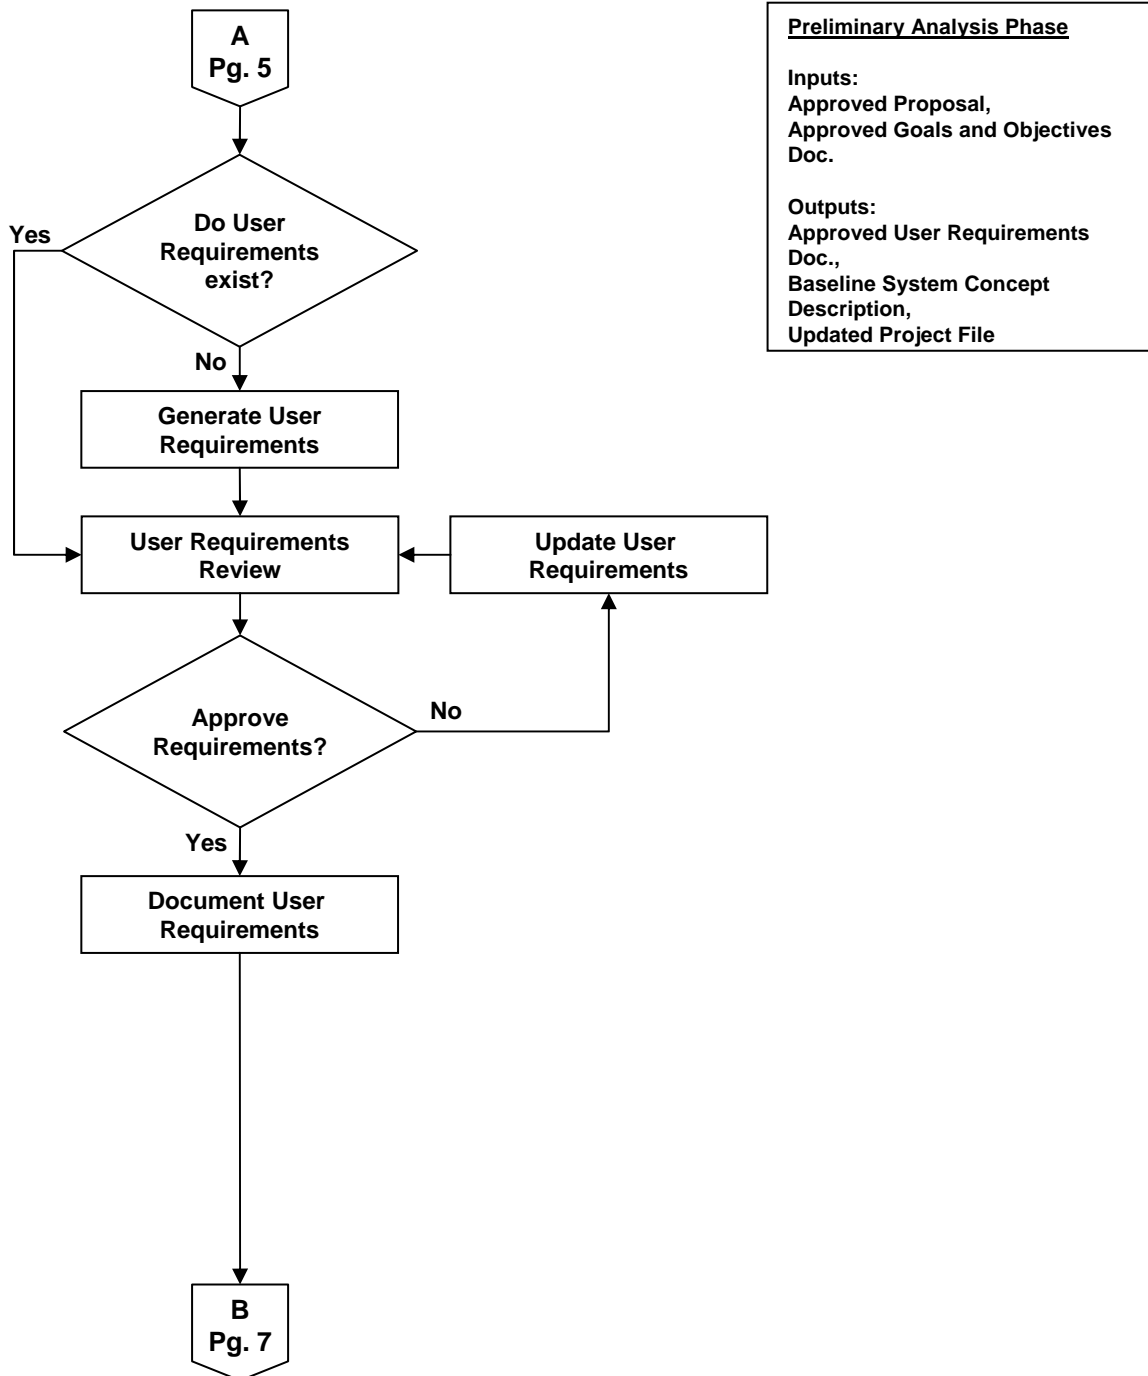 A
Pg. 5
Preliminary Analysis Phase
Inputs:
Approved Proposal,
Approved Goals and Objectives
Doc.
Outputs:
Approved User Requirements
Doc.,
Baseline System Concept
Description,
Updated Project File
Do User
Requirements
exist?
Yes
No
Generate User
Requirements
User Requirements
Review
Update User
Requirements
Approve
Requirements?
No
Yes
Document User
Requirements
B
Pg. 7